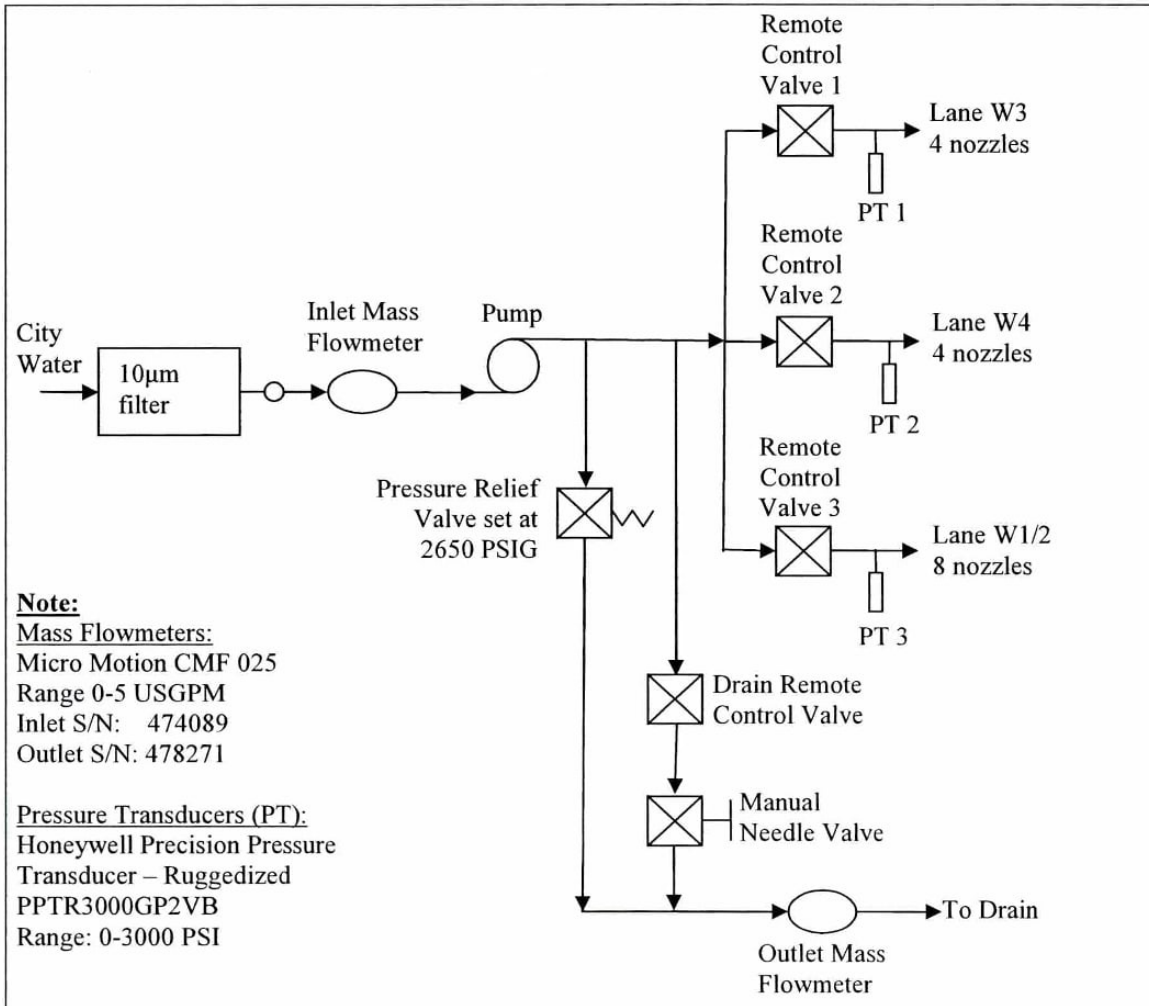 Remote
Control
Valve 1
Lane W3
4 nozzles
PT 1
Remote
Control
Valve 2
Lane W4
4 nozzles
PT 2
City
Water
10µm
filter
Inlet Mass
Flowmeter
Pump
Remote
Control
Valve 3
Lane W1/2
8 nozzles
PT 3
Pressure Relief
Valve set at
2650 PSIG
Note:
Mass Flowmeters:
Micro Motion CMF 025
Range 0-5 USGPM
Inlet S/N: 474089
Outlet S/N: 478271
Pressure Transducers (PT):
Honeywell Precision Pressure
Transducer – Ruggedized
PPTR3000GP2VB
Range: 0-3000 PSI
Drain Remote
Control Valve
Manual
Needle Valve
To Drain
Outlet Mass
Flowmeter